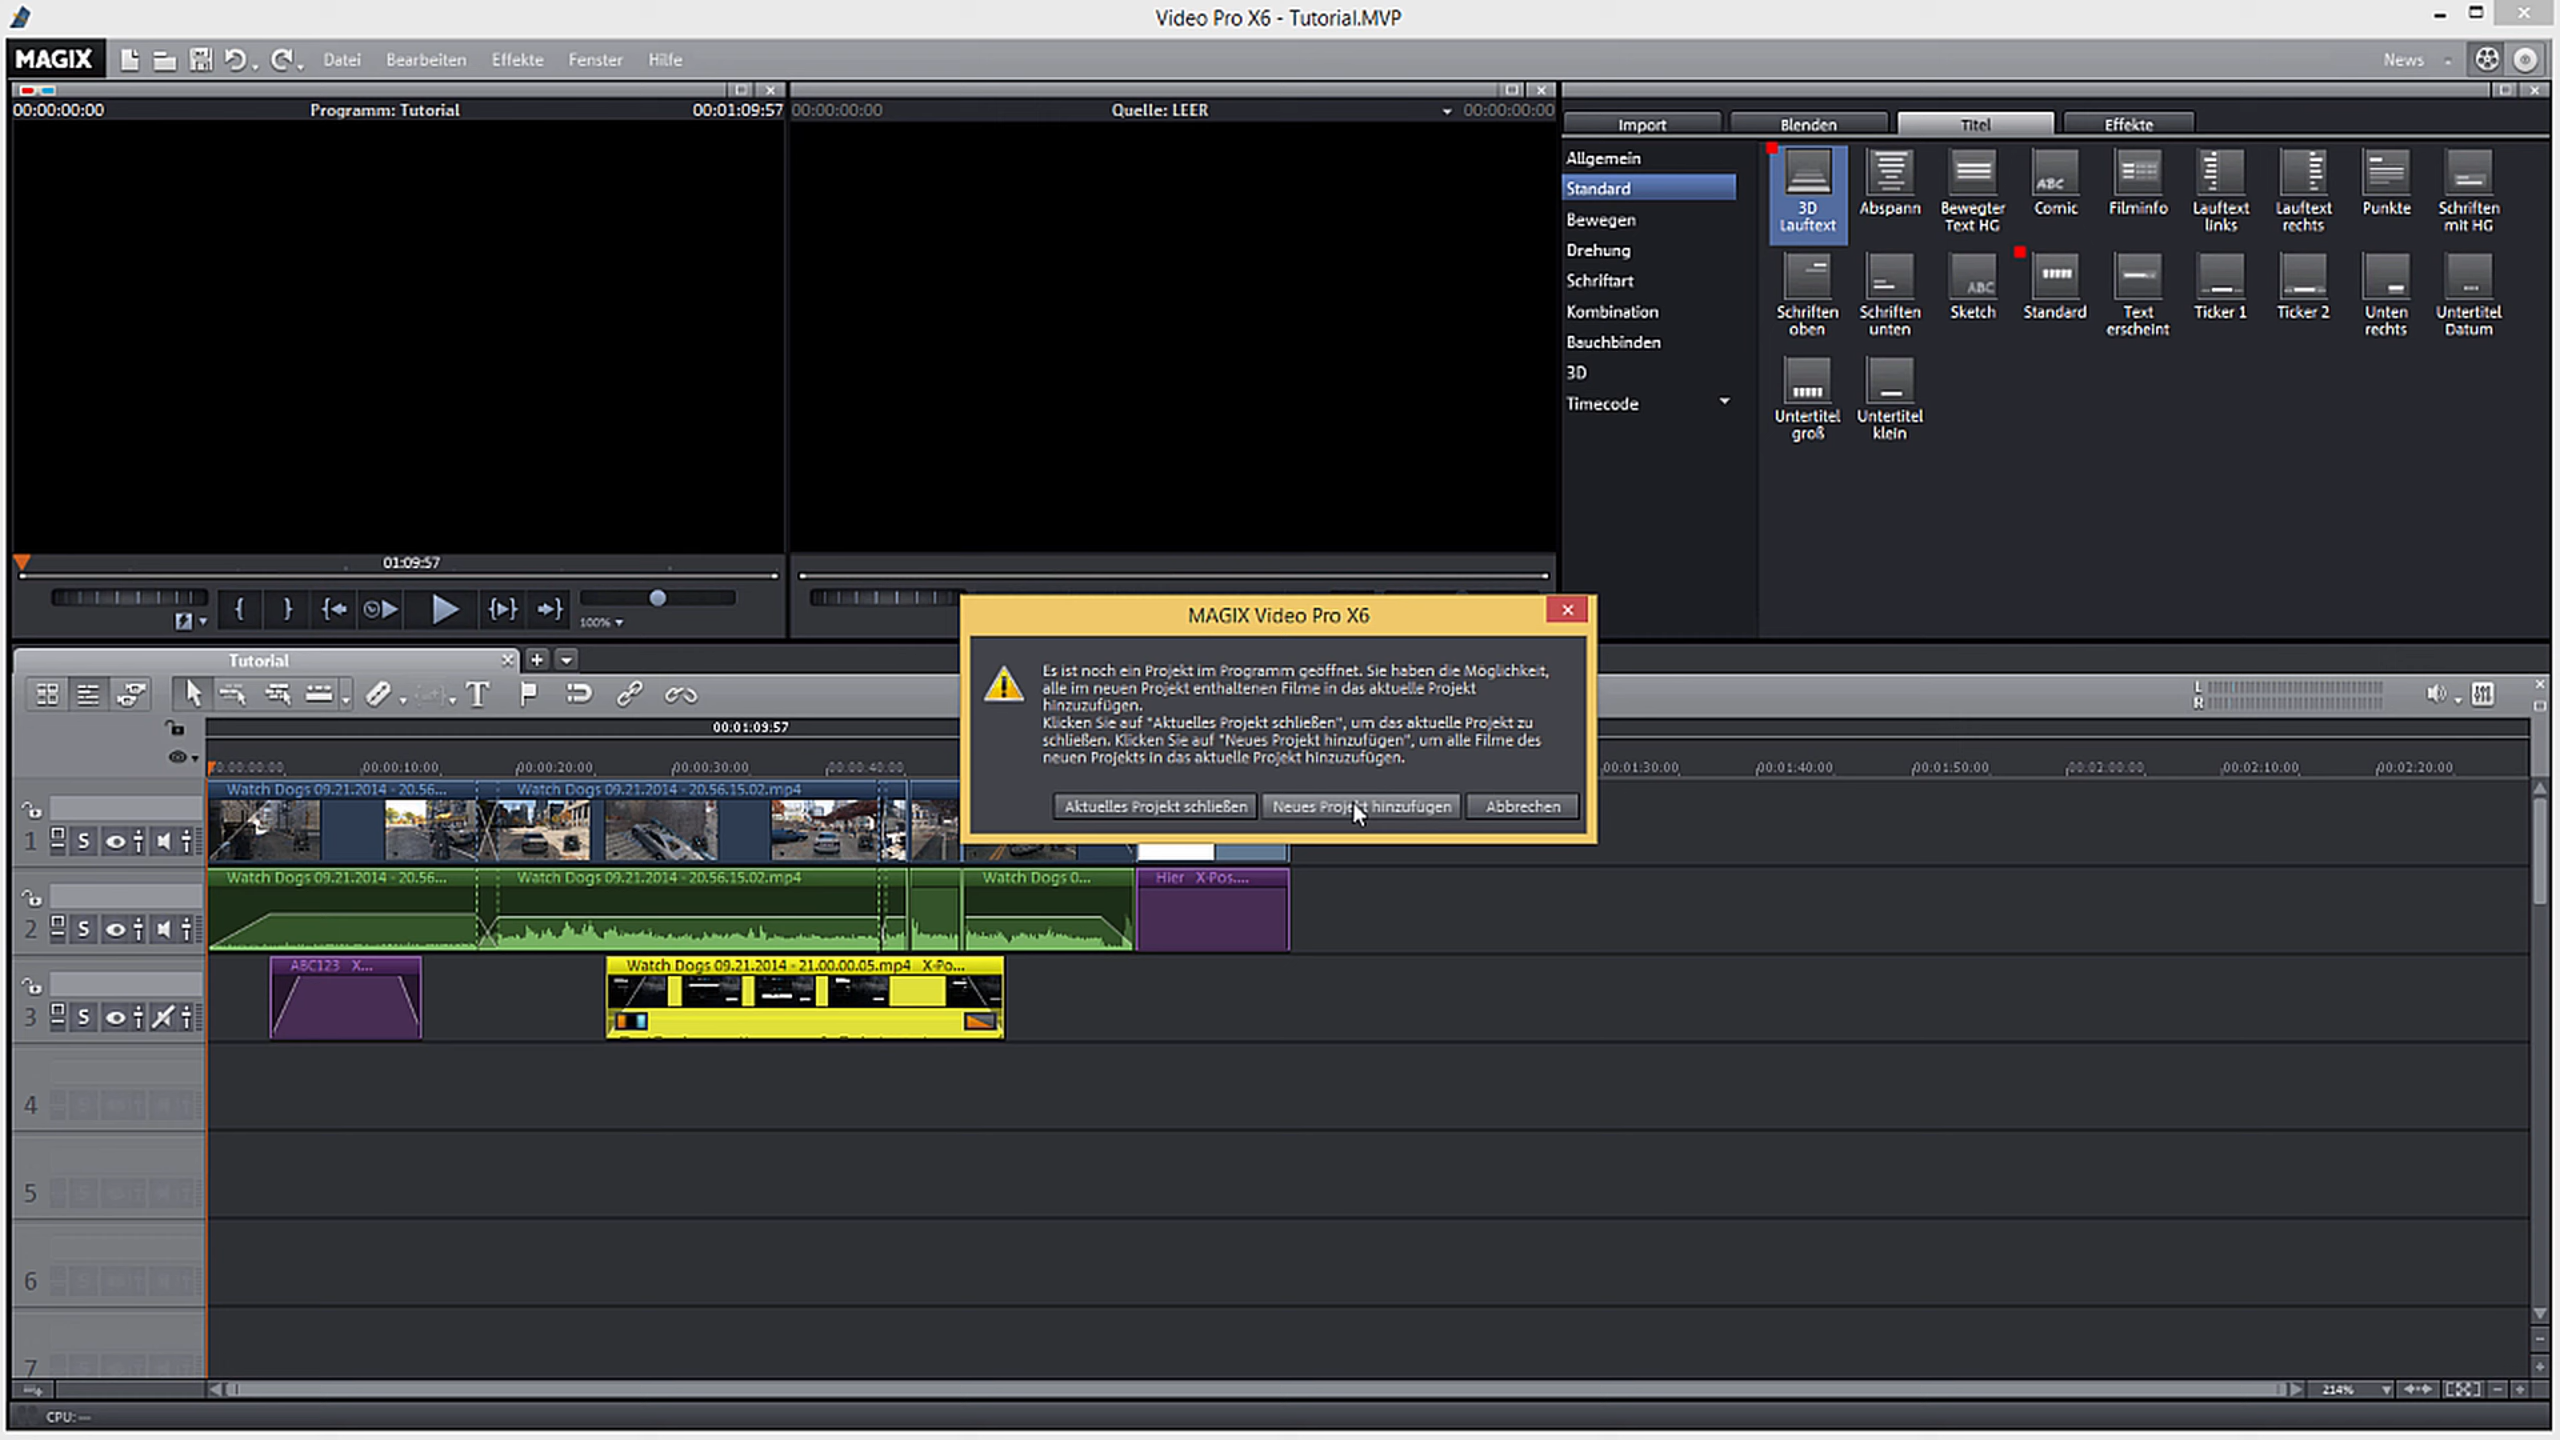 Video Pro X6 - Tutorial.MVP
MAGIX
Datei
Bearbeiten
Effekte
Fenster
Hilfe
News
00:00:00:00
Programm: Tutorial
00:01:09:57
00:00:00:00
Quelle: LEER
00:00:00:00
Import
Blenden
Titel
Effekte
Allgemein
Standard
Bewegen
Drehung
Schriftart
Kombination
Bauchbinden
3D
Timecode
3D
Lauftext
Abspann
Bewegter
Text HG
Comic
Filminfo
Lauftext
links
Lauftext
rechts
Punkte
Schriften
mit HG
Schriften
oben
Schriften
unten
Sketch
Standard
Text
erscheint
Ticker 1
Ticker 2
Unten
rechts
Untertitel
Datum
Untertitel
groß
Untertitel
klein
ABC
ABC
01:09:57
100%
MAGIX Video Pro X6
Es ist noch ein Projekt im Programm geöffnet. Sie haben die Möglichkeit,
alle im neuen Projekt enthaltenen Filme in das aktuelle Projekt
hinzuzufügen.
Klicken Sie auf "Aktuelles Projekt schließen", um das aktuelle Projekt zu
schließen. Klicken Sie auf "Neues Projekt hinzufügen", um alle Filme des
neuen Projekts in das aktuelle Projekt hinzuzufügen.
Aktuelles Projekt schließen
Neues Projekt hinzufügen
Abbrechen
Tutorial
T
L
R
00:01:09:57
00:00:00:00
00:00:10:00
00:00:20:00
00:00:30:00
00:00:40:00
00:01:30:00
00:01:40:00
00:01:50:00
00:02:00:00
00:02:10:00
00:02:20:00
1
S
Watch Dogs 09.21.2014 - 20.56...
Watch Dogs 09.21.2014 - 20.56.15.02.mp4
2
S
Watch Dogs 09.21.2014 - 20.56...
Watch Dogs 09.21.2014 - 20.56.15.02.mp4
Watch Dogs 0...
Hier X-Pos....
3
S
ABC123 X...
Watch Dogs 09.21.2014 - 21.00.00.05.mp4 X-Po...
4
S
5
S
6
S
7
214%
CPU: —